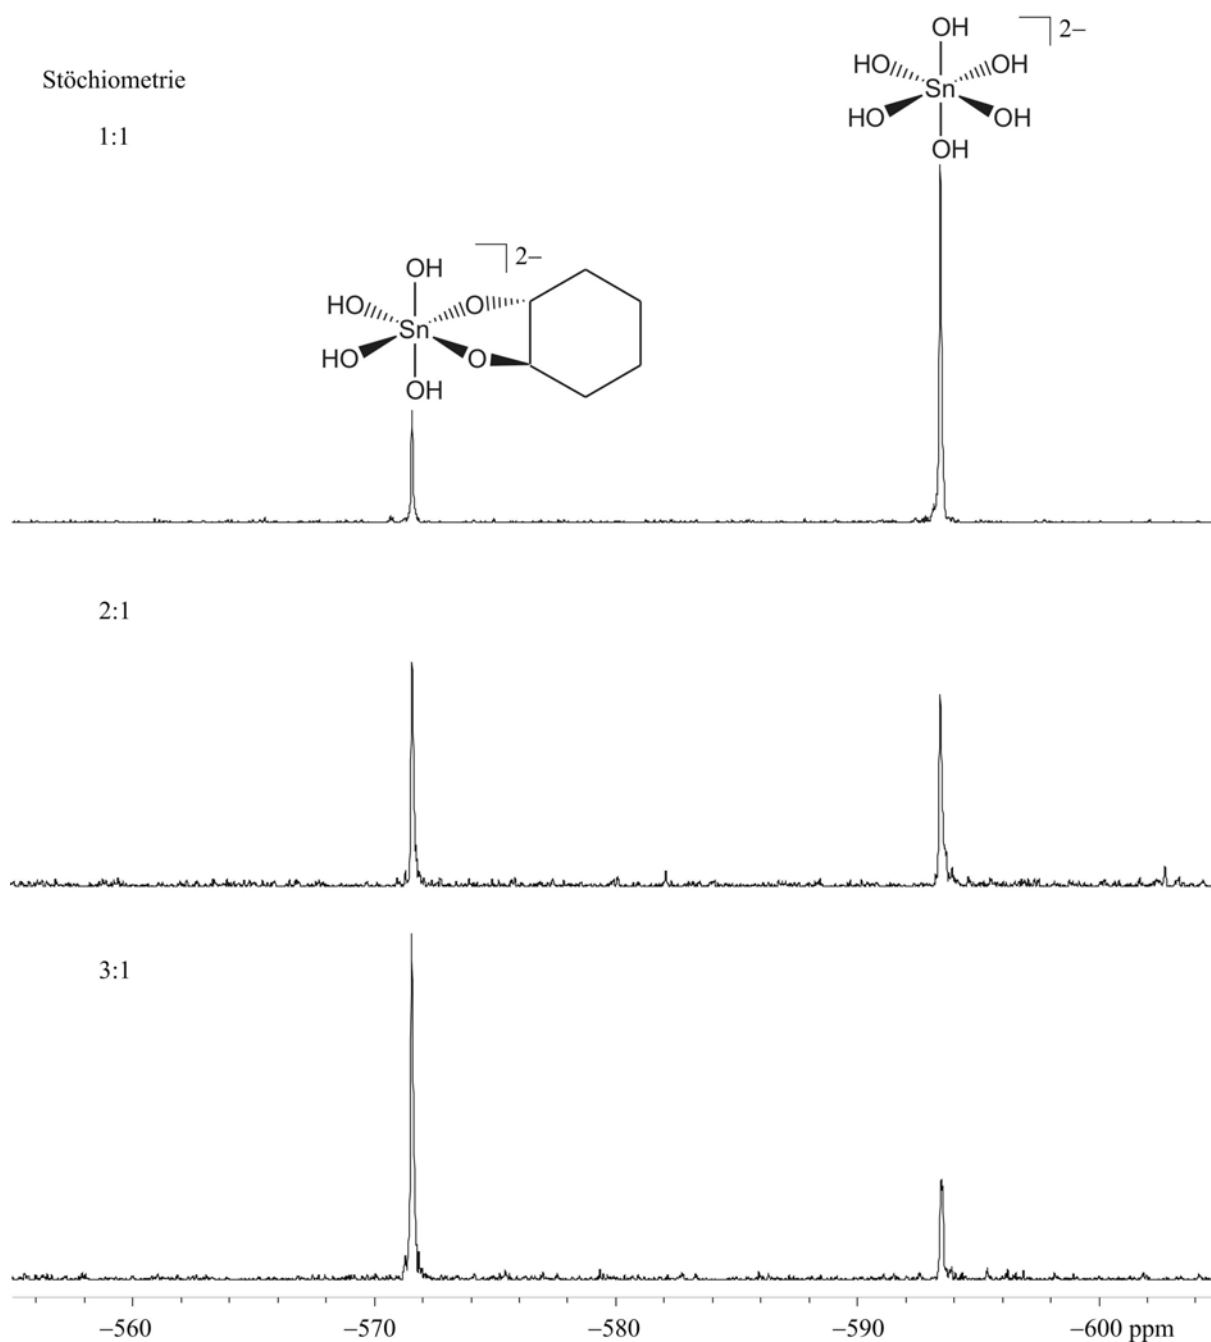 Stöchiometrie
1:1
OH
2–
HO
OH
Sn
HO
OH
OH
OH
2–
HO
O
Sn
HO
O
OH
2:1
3:1
–560 –570 –580 –590 –600 ppm